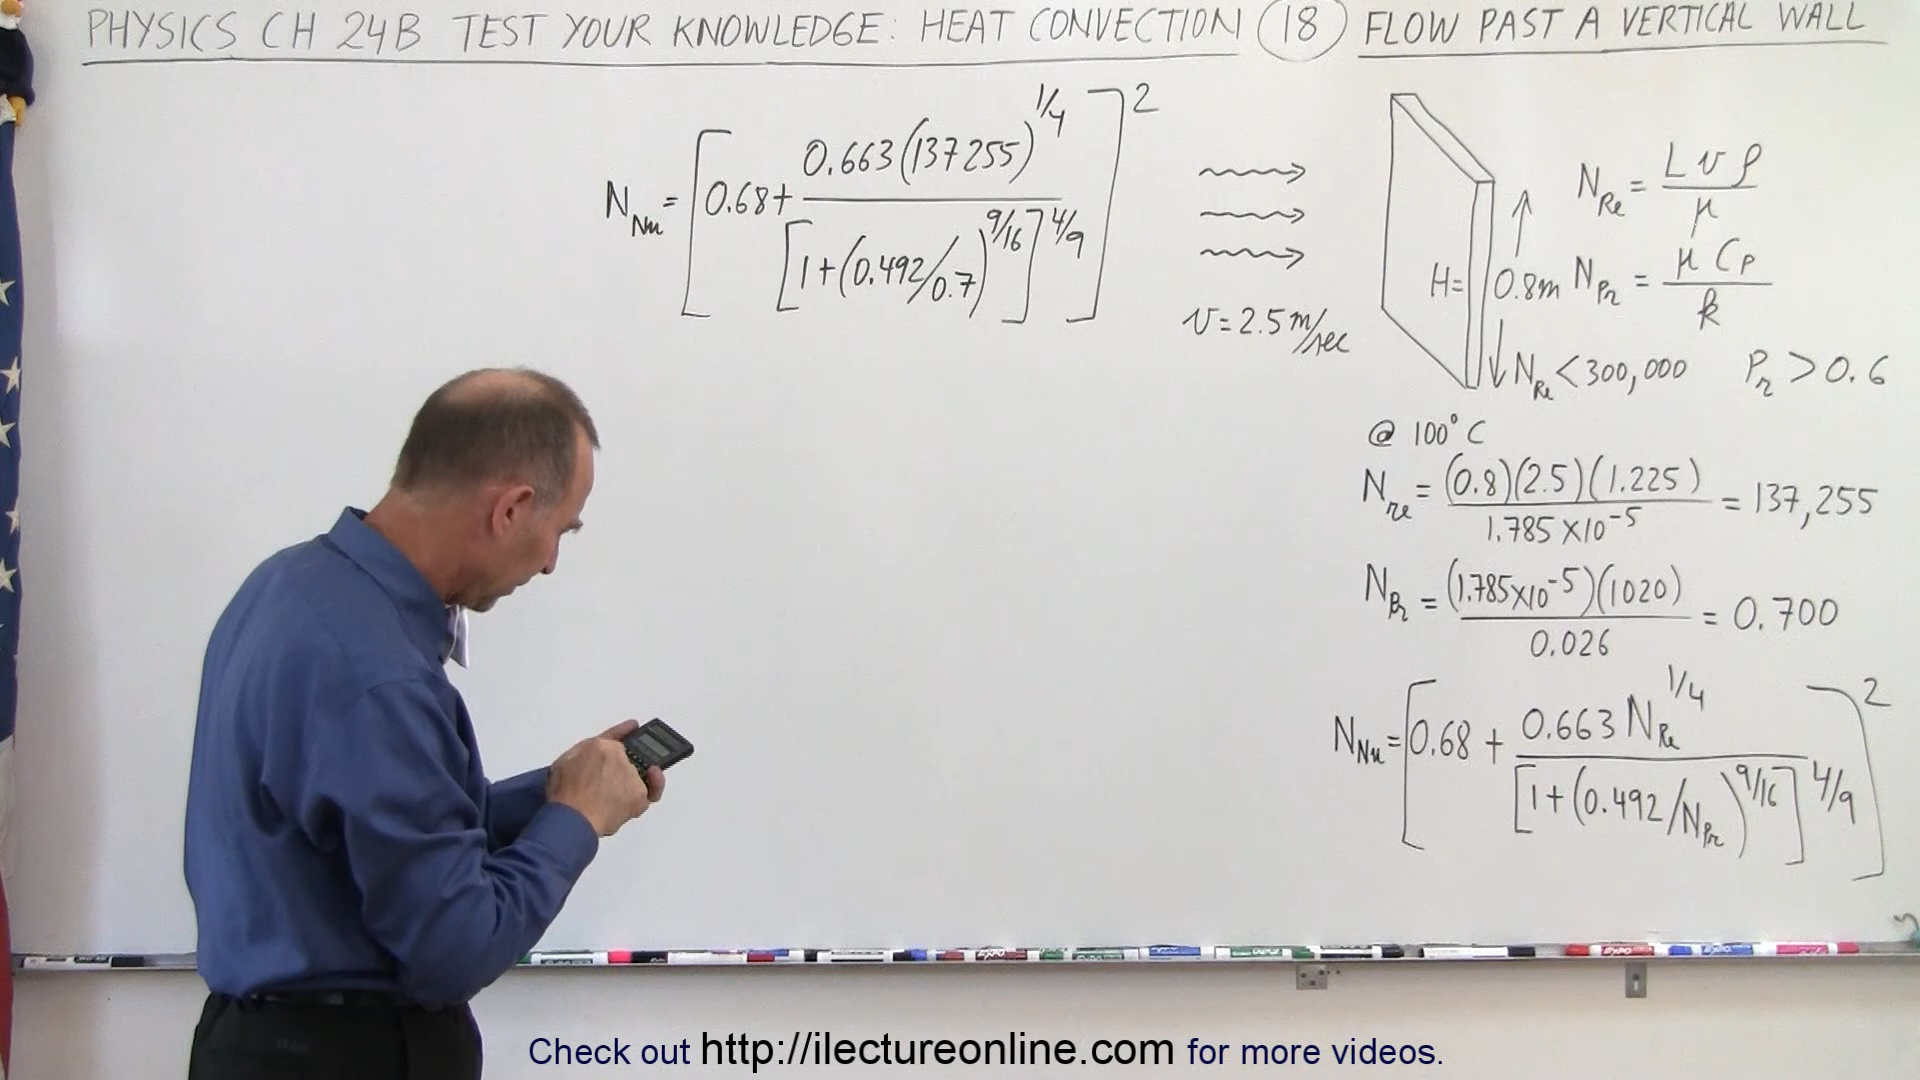 PHYSICS CH 24B TEST YOUR KNOWLEDGE: HEAT CONVECTION 18 FLOW PAST A VERTICAL WALL
N_Nu = [0.68 + 0.663(137255)^1/4 / [1+(0.492/0.7)^9/16]^4/9]^2
v = 2.5 m/sec
H = 0.8m
N_Re = L v ρ / μ
N_Pr = μ Cp / k
N_Re < 300,000 Pr > 0.6
@ 100° C
N_re = (0.8)(2.5)(1.225) / 1.785 ×10^-5 = 137,255
N_Pr = (1.785×10^-5)(1020) / 0.026 = 0.700
N_Nu = [0.68 + 0.663 N_Re^1/4 / [1+(0.492/N_Pr)^9/16]^4/9]^2
Check out http://ilectureonline.com for more videos.